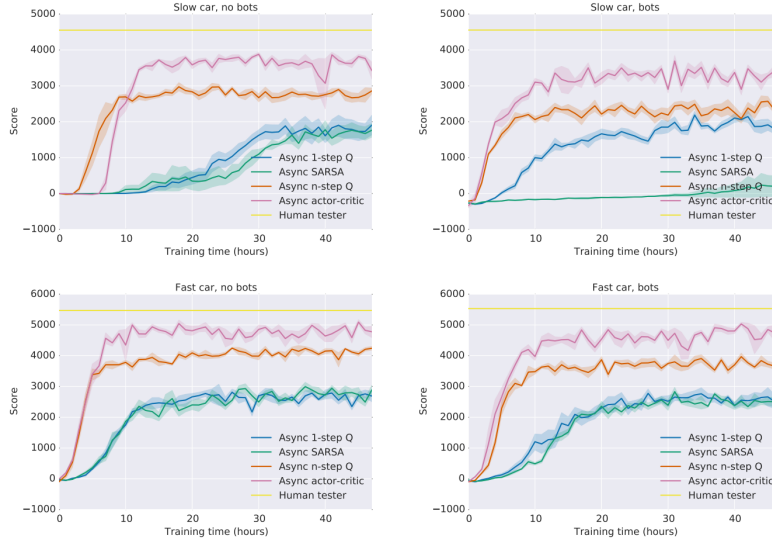 Slow car, no bots
5000
4000
3000
2000
1000
0
−1000
Score
0 10 20 30 40
Training time (hours)
Async 1-step Q
Async SARSA
Async n-step Q
Async actor-critic
Human tester
Slow car, bots
5000
4000
3000
2000
1000
0
−1000
Score
0 10 20 30 40
Training time (hours)
Async 1-step Q
Async SARSA
Async n-step Q
Async actor-critic
Human tester
Fast car, no bots
6000
5000
4000
3000
2000
1000
0
−1000
Score
0 10 20 30 40
Training time (hours)
Async 1-step Q
Async SARSA
Async n-step Q
Async actor-critic
Human tester
Fast car, bots
6000
5000
4000
3000
2000
1000
0
−1000
Score
0 10 20 30 40
Training time (hours)
Async 1-step Q
Async SARSA
Async n-step Q
Async actor-critic
Human tester